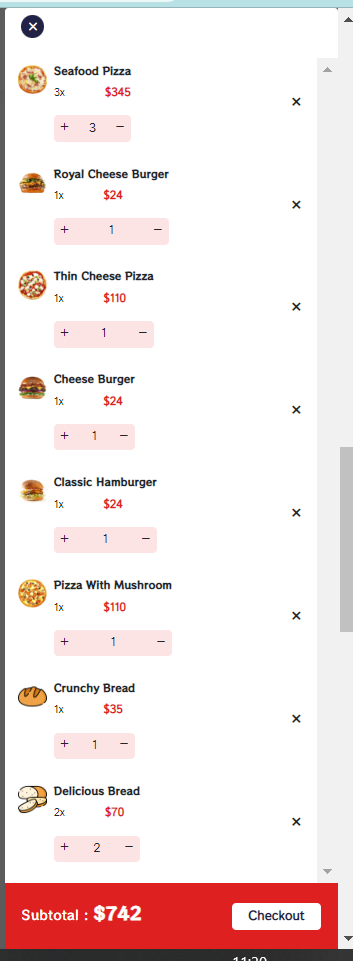 Seafood Pizza
3x $345
+ 3 −
Royal Cheese Burger
1x $24
+ 1 −
Thin Cheese Pizza
1x $110
+ 1 −
Cheese Burger
1x $24
+ 1 −
Classic Hamburger
1x $24
+ 1 −
Pizza With Mushroom
1x $110
+ 1 −
Crunchy Bread
1x $35
+ 1 −
Delicious Bread
2x $70
+ 2 −
Subtotal : $742 Checkout